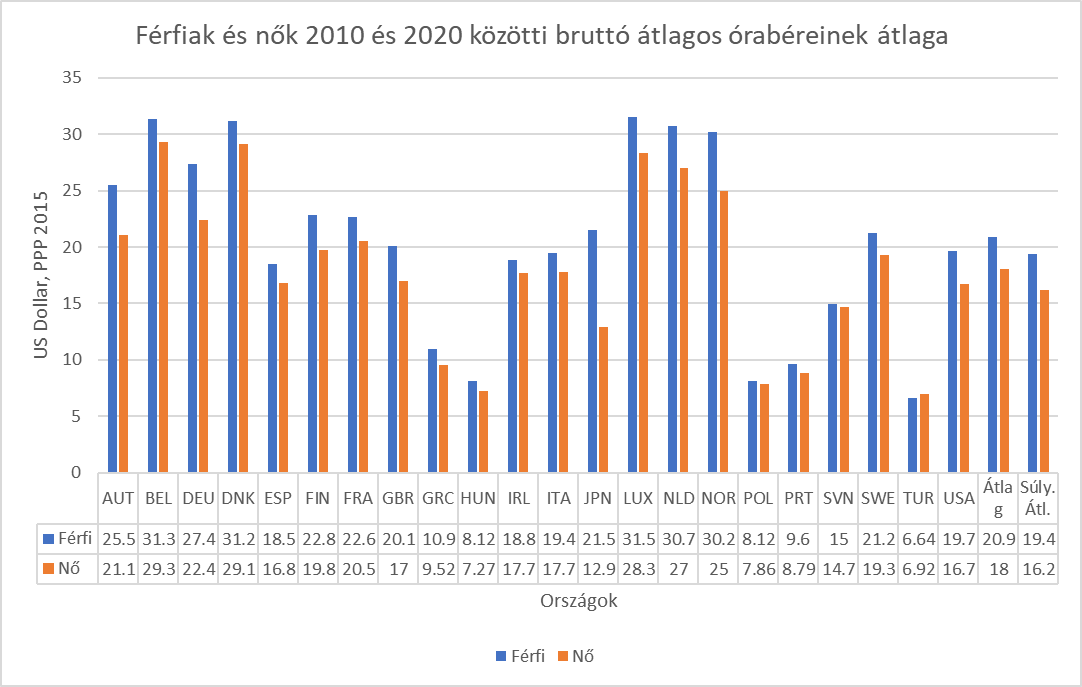 Férfiak és nők 2010 és 2020 közötti bruttó átlagos órabéreinek átlaga
US Dollar, PPP 2015
35
30
25
20
15
10
5
0
AUT BEL DEU DNK ESP FIN FRA GBR GRC HUN IRL ITA JPN LUX NLD NOR POL PRT SVN SWE TUR USA Átla Súly.
g Átl.
Férfi 25.5 31.3 27.4 31.2 18.5 22.8 22.6 20.1 10.9 8.12 18.8 19.4 21.5 31.5 30.7 30.2 8.12 9.6 15 21.2 6.64 19.7 20.9 19.4
Nő 21.1 29.3 22.4 29.1 16.8 19.8 20.5 17 9.52 7.27 17.7 17.7 12.9 28.3 27 25 7.86 8.79 14.7 19.3 6.92 16.7 18 16.2
Országok
Férfi Nő